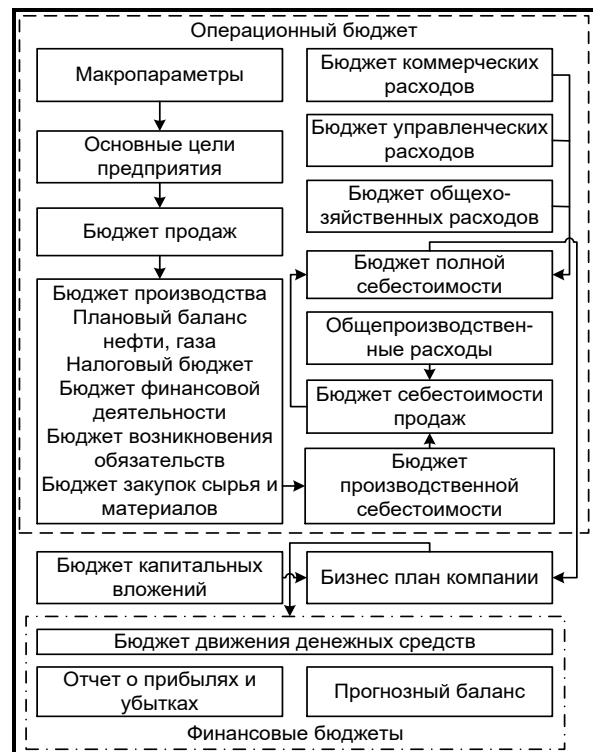 Операционный бюджет
Макропараметры
Основные цели
предприятия
Бюджет продаж
Бюджет производства
Плановый баланс
нефти, газа
Налоговый бюджет
Бюджет финансовой
деятельности
Бюджет возникновения
обязательств
Бюджет закупок сырья и
материалов
Бюджет коммерческих
расходов
Бюджет управленческих
расходов
Бюджет общехо-
зяйственных расходов
Бюджет полной
себестоимости
Общепроизводствен-
ные расходы
Бюджет себестоимости
продаж
Бюджет
производственной
себестоимости
Бюджет капитальных
вложений
Бизнес план компании
Бюджет движения денежных средств
Отчет о прибылях и
убытках
Прогнозный баланс
Финансовые бюджеты